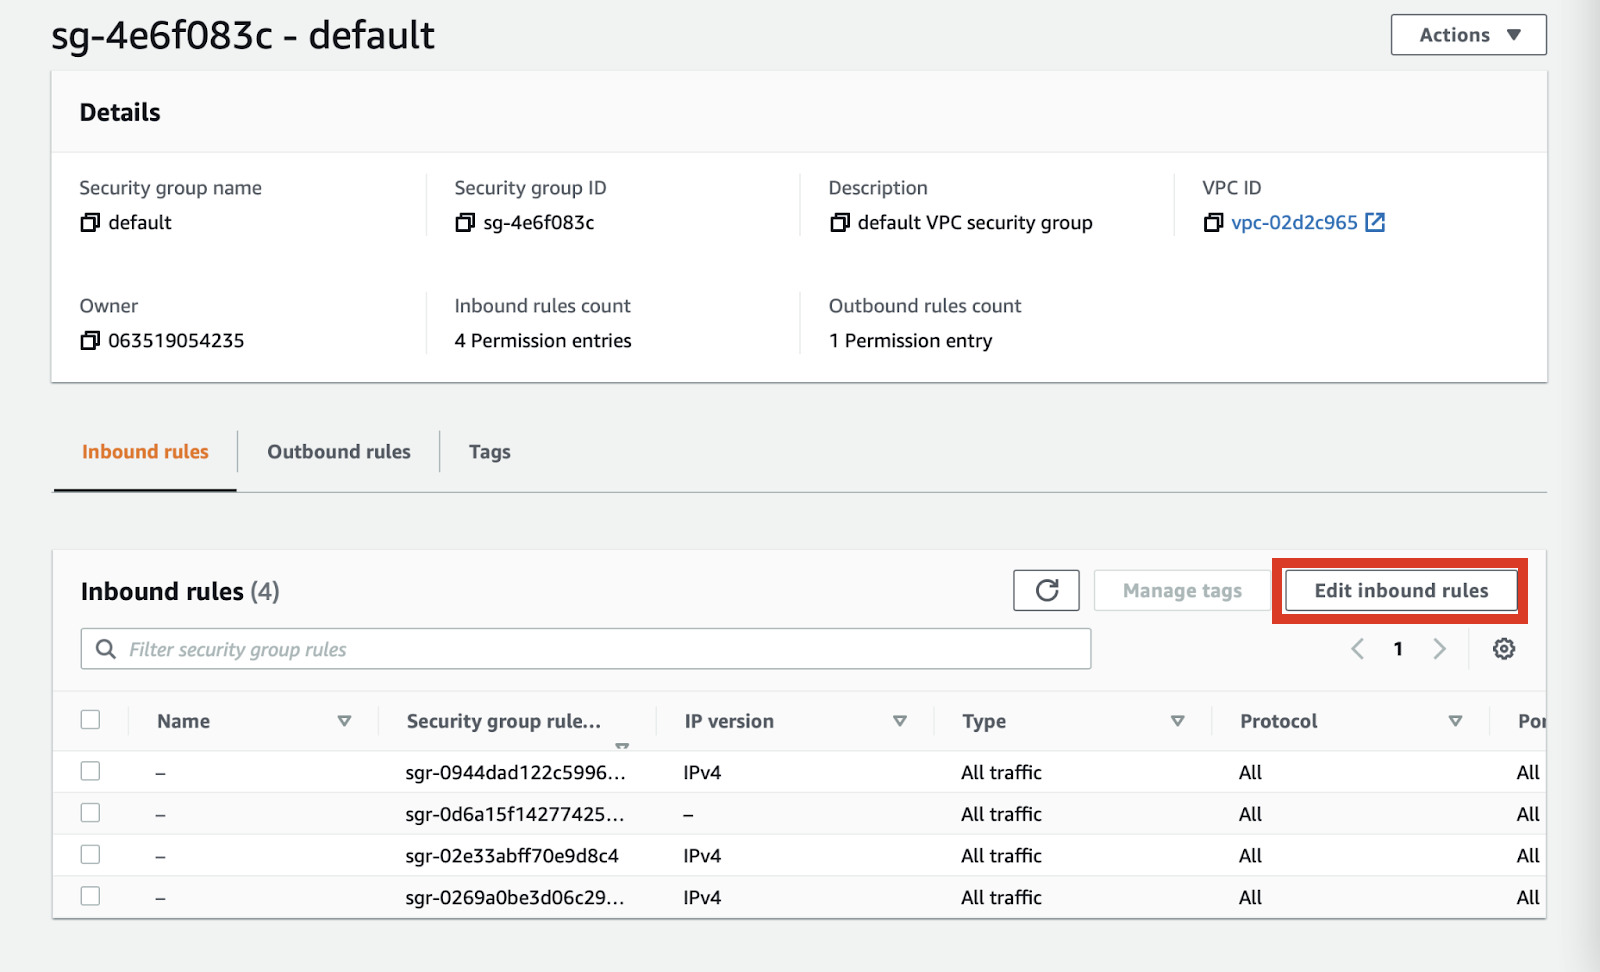 sg-4e6f083c - default
Actions
Details
Security group name
Security group ID
Description
VPC ID
default
sg-4e6f083c
default VPC security group
vpc-02d2c965
Owner
Inbound rules count
Outbound rules count
063519054235
4 Permission entries
1 Permission entry
Inbound rules
Outbound rules
Tags
Inbound rules (4)
Manage tags
Edit inbound rules
Filter security group rules
1
Name
Security group rule...
IP version
Type
Protocol
Por
– sgr-0944dad122c5996... IPv4 All traffic All All
– sgr-0d6a15f14277425... – All traffic All All
– sgr-02e33abff70e9d8c4 IPv4 All traffic All All
– sgr-0269a0be3d06c29... IPv4 All traffic All All